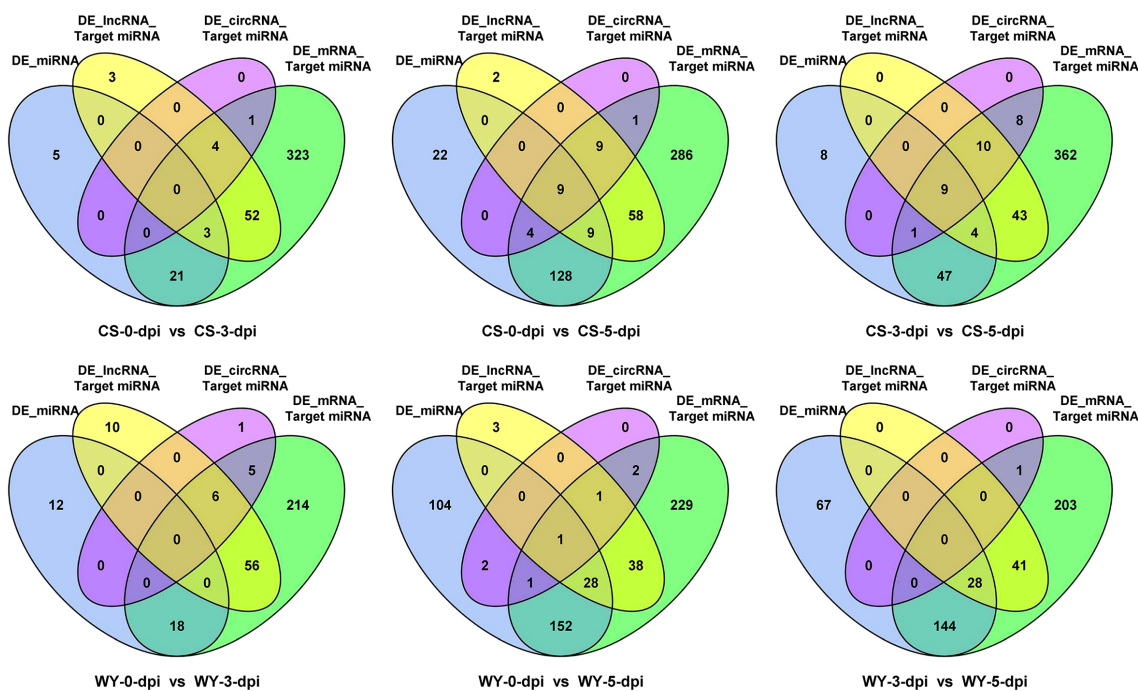 DE_lncRNA_ DE_circRNA_
Target miRNA Target miRNA
DE_miRNA DE_mRNA_
Target miRNA
3 0
0
0 1
5 0 4 323
0
0 52
0 3
21
CS-0-dpi vs CS-3-dpi
DE_lncRNA_ DE_circRNA_
Target miRNA Target miRNA
DE_miRNA DE_mRNA_
Target miRNA
2 0
0
0 1
22 0 9 286
9
0 58
4 9
128
CS-0-dpi vs CS-5-dpi
DE_lncRNA_ DE_circRNA_
Target miRNA Target miRNA
DE_miRNA DE_mRNA_
Target miRNA
0 0
0
0 8
8 0 10 362
9
0 43
1 4
47
CS-3-dpi vs CS-5-dpi
DE_lncRNA_ DE_circRNA_
Target miRNA Target miRNA
DE_miRNA DE_mRNA_
Target miRNA
10 1
0
0 5
12 0 6 214
0
0 56
0 0
18
WY-0-dpi vs WY-3-dpi
DE_lncRNA_ DE_circRNA_
Target miRNA Target miRNA
DE_miRNA DE_mRNA_
Target miRNA
3 0
0
0 2
104 0 1 229
1
2 38
1 28
152
WY-0-dpi vs WY-5-dpi
DE_lncRNA_ DE_circRNA_
Target miRNA Target miRNA
DE_miRNA DE_mRNA_
Target miRNA
0 0
0
0 1
67 0 0 203
0
0 41
0 28
144
WY-3-dpi vs WY-5-dpi